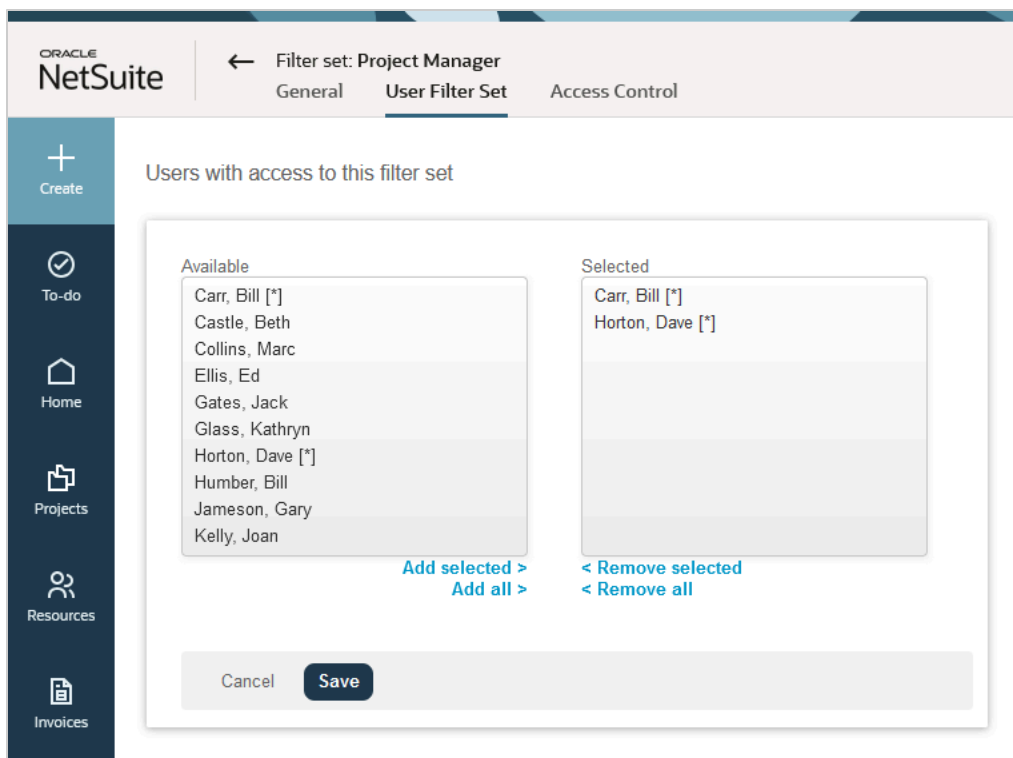 ORACLE
NetSuite
← Filter set: Project Manager
General User Filter Set Access Control
Create
To-do
Home
Projects
Resources
Invoices
Users with access to this filter set
Available
Carr, Bill [*]
Castle, Beth
Collins, Marc
Ellis, Ed
Gates, Jack
Glass, Kathryn
Horton, Dave [*]
Humber, Bill
Jameson, Gary
Kelly, Joan
Add selected >
Add all >
Selected
Carr, Bill [*]
Horton, Dave [*]
< Remove selected
< Remove all
Cancel Save